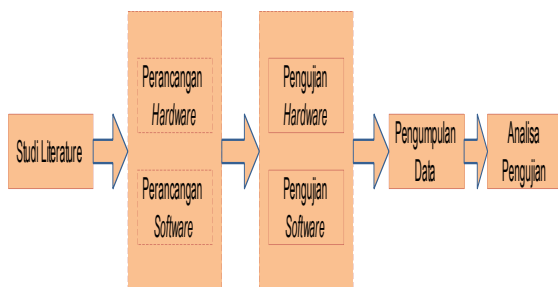 Studi Literature
Perancangan
Hardware
Perancangan
Software
Pengujian
Hardware
Pengujian
Software
Pengumpulan
Data
Analisa
Pengujian